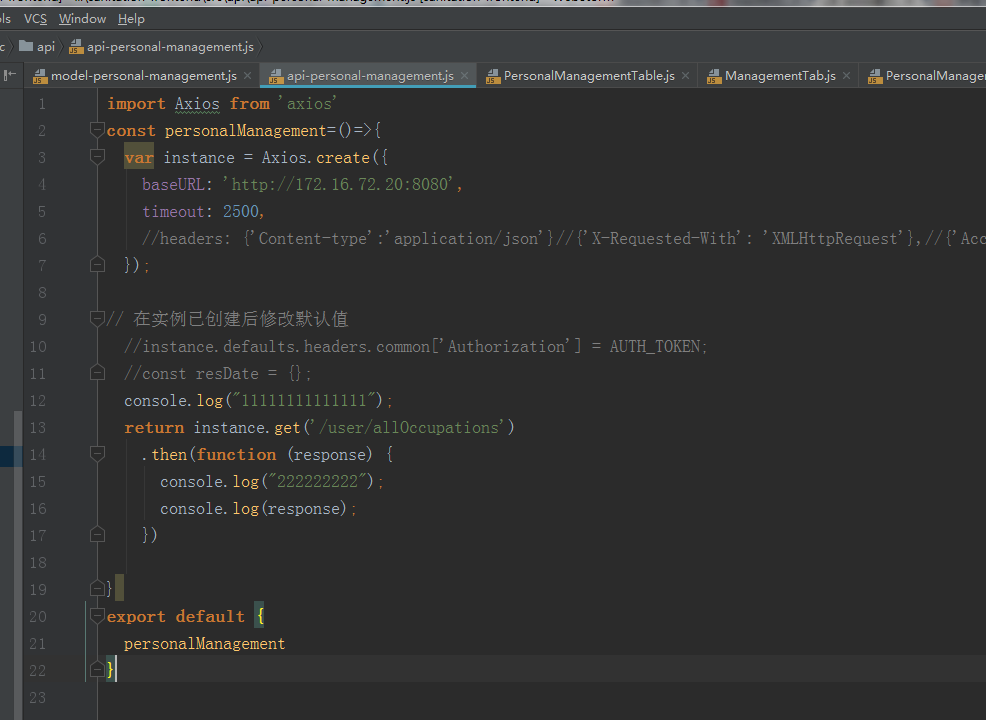 ls VCS Window Help
c api api-personal-management.js
model-personal-management.js api-personal-management.js PersonalManagementTable.js ManagementTab.js PersonalManagem
1 import Axios from 'axios'
2 const personalManagement=()=>{
3 var instance = Axios.create({
4 baseURL: 'http://172.16.72.20:8080',
5 timeout: 2500,
6 //headers: {'Content-type':'application/json'}//{'X-Requested-With': 'XMLHttpRequest'},//{'Acc
7 });
8
9 // 在实例已创建后修改默认值
10 //instance.defaults.headers.common['Authorization'] = AUTH_TOKEN;
11 //const resDate = {};
12 console.log("11111111111111");
13 return instance.get('/user/allOccupations')
14 .then(function (response) {
15 console.log("222222222");
16 console.log(response);
17 })
18
19 }
20 export default {
21 personalManagement
22 }
23